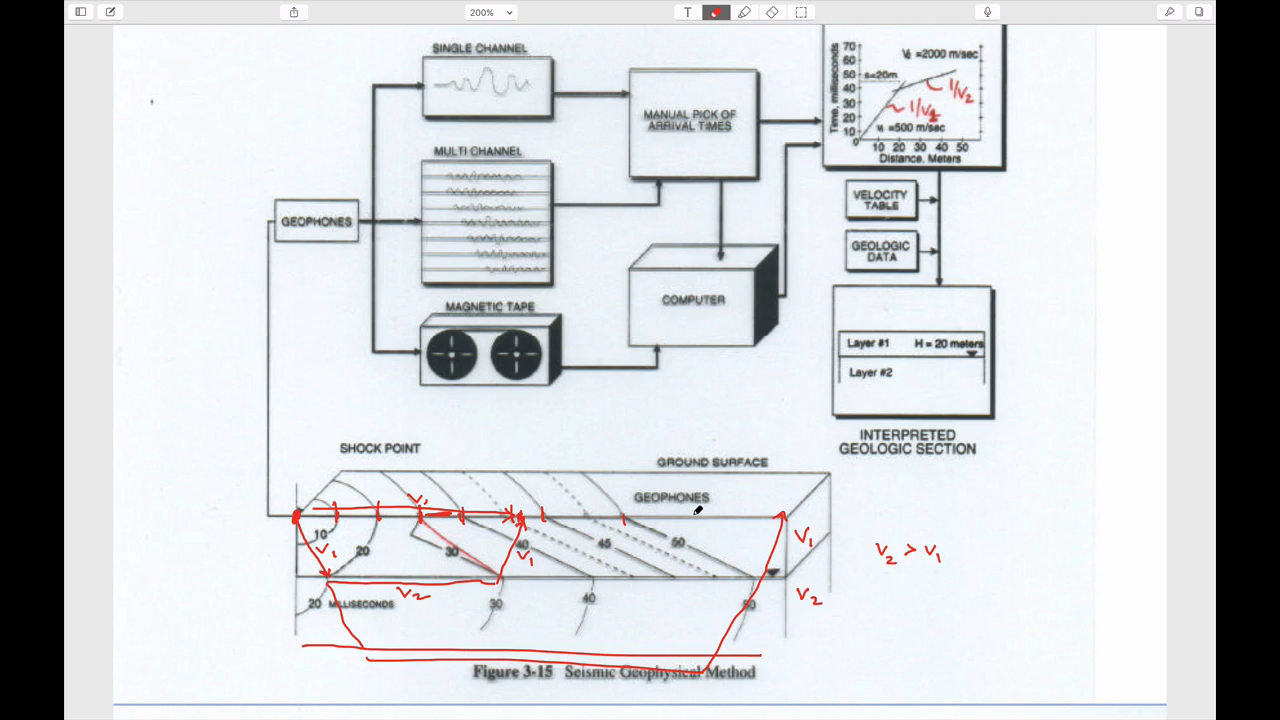 200%
T
SINGLE CHANNEL
MULTI CHANNEL
MAGNETIC TAPE
GEOPHONES
MANUAL PICK OF
ARRIVAL TIMES
COMPUTER
Time, milliseconds
70
60
50
40
30
20
10
0
V2 =2000 m/sec
s=20m
1/V2
1/V1
V1 =500 m/sec
10 20 30 40 50
Distance, Meters
VELOCITY
TABLE
GEOLOGIC
DATA
Layer #1 H = 20 meters
Layer #2
INTERPRETED
GEOLOGIC SECTION
SHOCK POINT
GROUND SURFACE
GEOPHONES
V1
10
20
30
40
45
50
V1
V1
V1
V2 > V1
V2
V2
20 MILLISECONDS
30
40
50
Figure 3-15 Seismic Geophysical Method